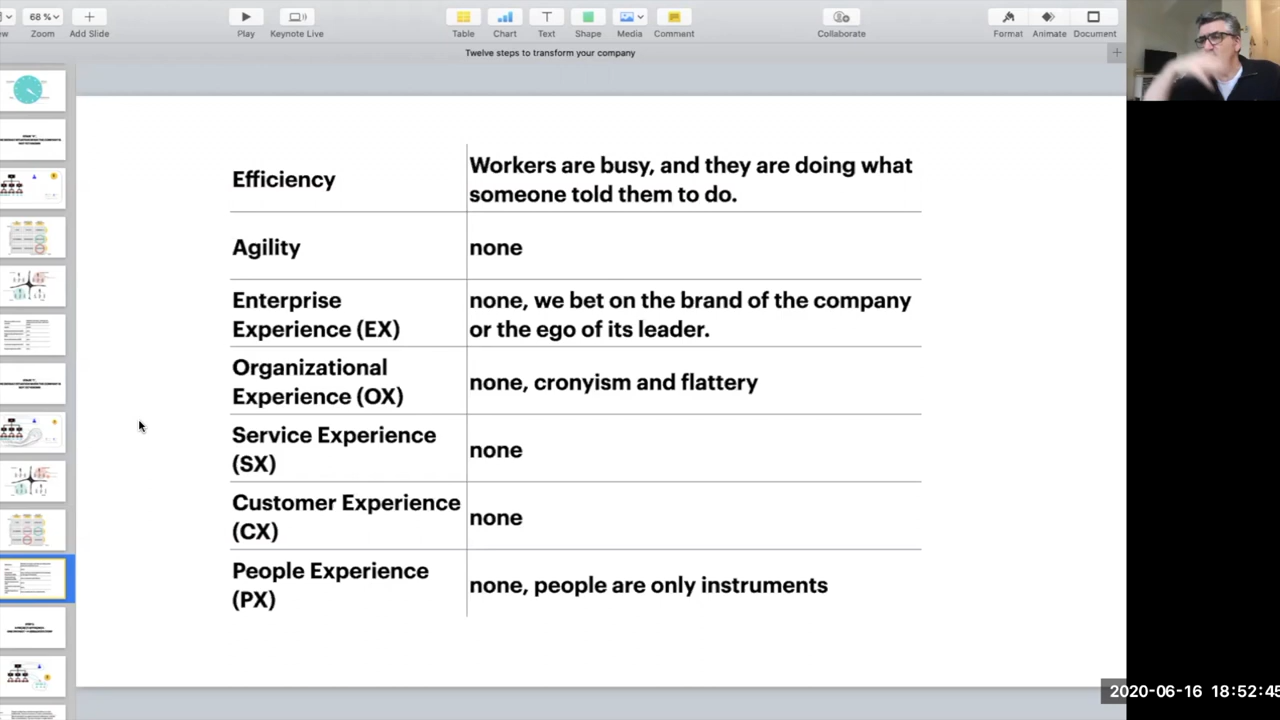 68 %
Zoom
Add Slide
Play
Keynote Live
Table
Chart
Text
Shape
Media
Comment
Collaborate
Format
Animate
Document
Twelve steps to transform your company
Efficiency
Workers are busy, and they are doing what
someone told them to do.
Agility
none
Enterprise
Experience (EX)
none, we bet on the brand of the company
or the ego of its leader.
Organizational
Experience (OX)
none, cronyism and flattery
Service Experience
(SX)
none
Customer Experience
(CX)
none
People Experience
(PX)
none, people are only instruments
2020-06-16 18:52:45